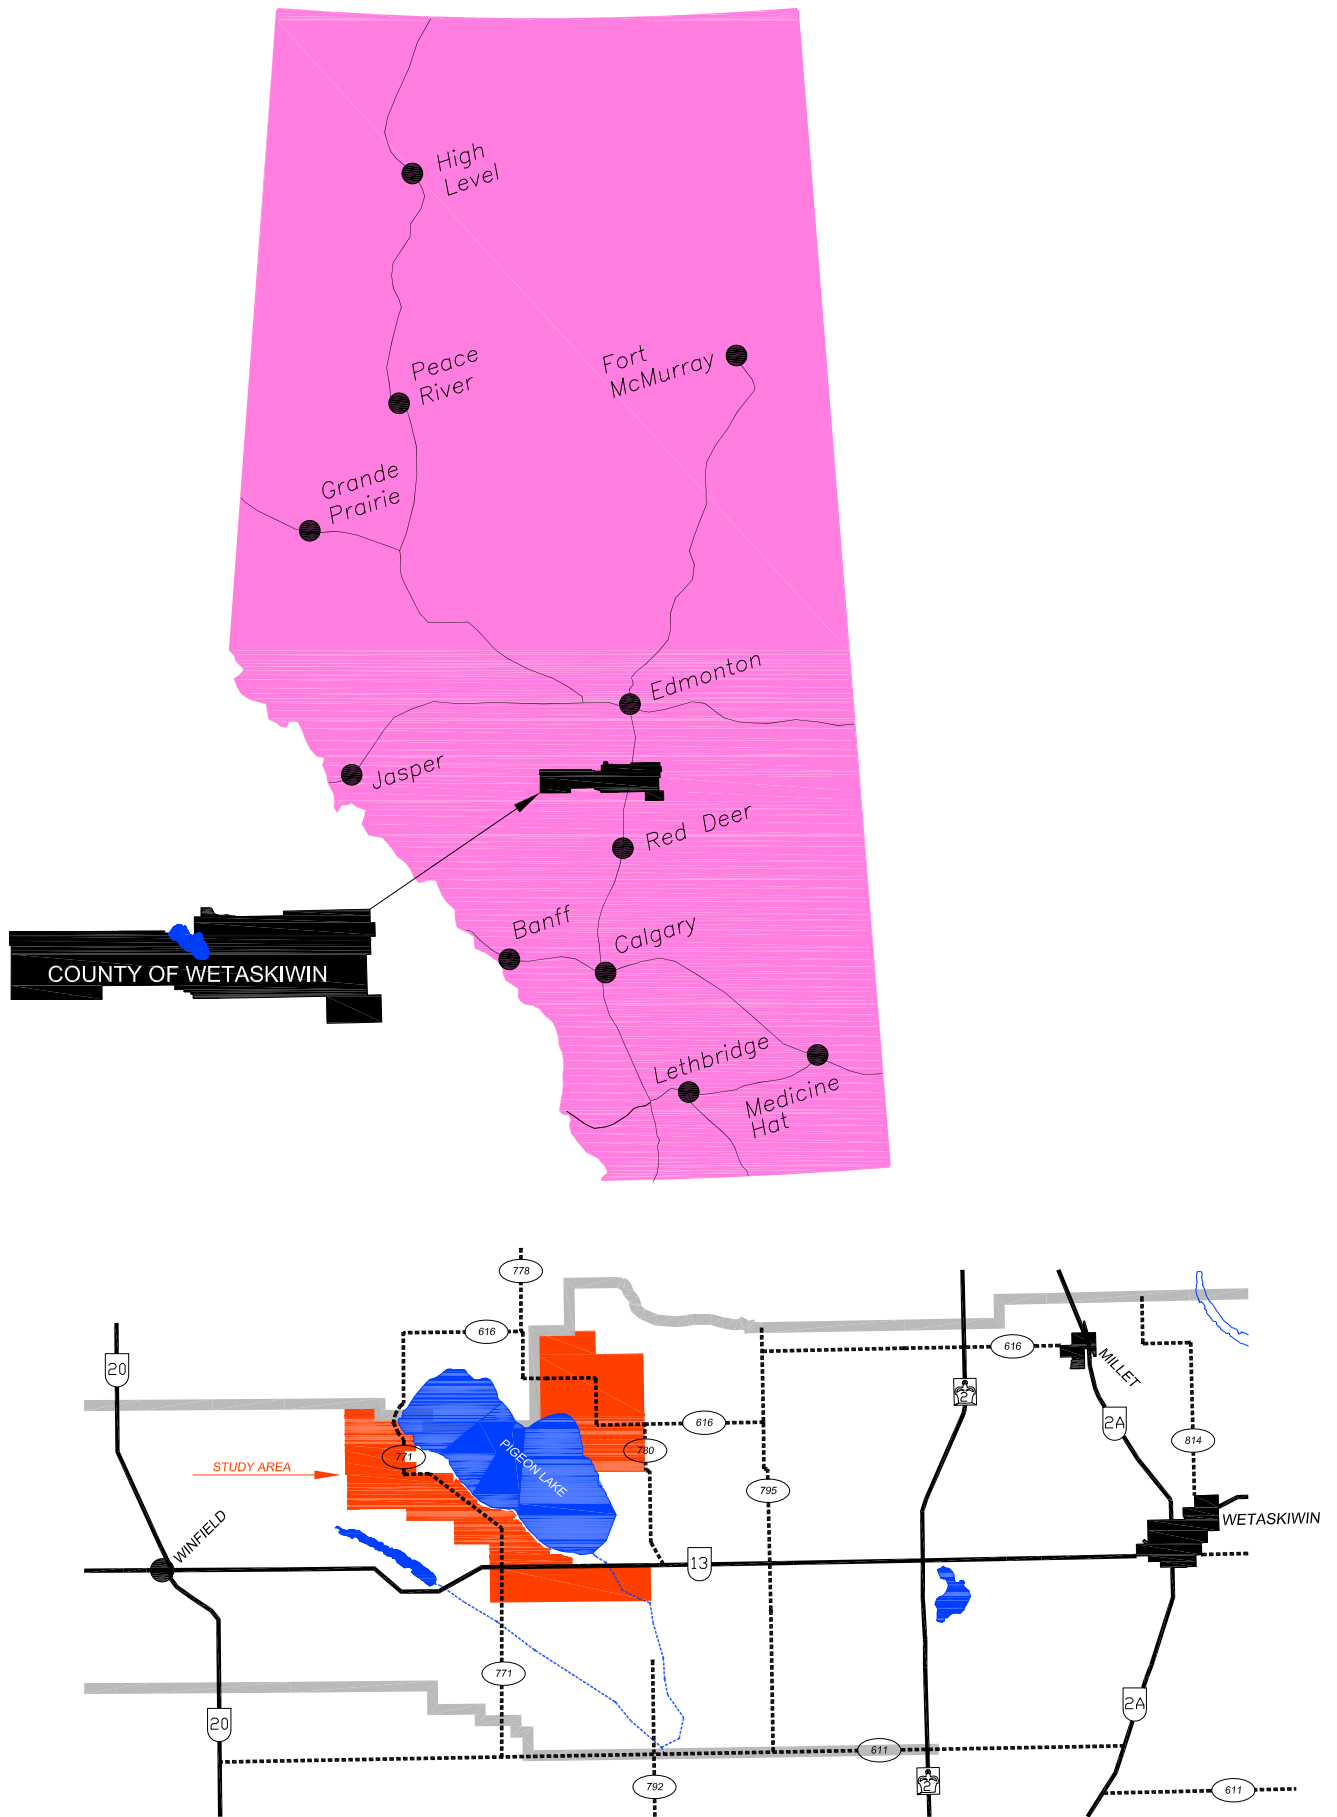 High
Level
Peace
River
Fort
McMurray
Grande
Prairie
Edmonton
Jasper
Red Deer
Banff
Calgary
COUNTY OF WETASKIWIN
Lethbridge
Medicine
Hat
778
616
616
20
2
MILLET
2A
616
814
780
771
PIGEON LAKE
STUDY AREA
795
WETASKIWIN
WINFIELD
13
771
2A
20
611
2
792
611